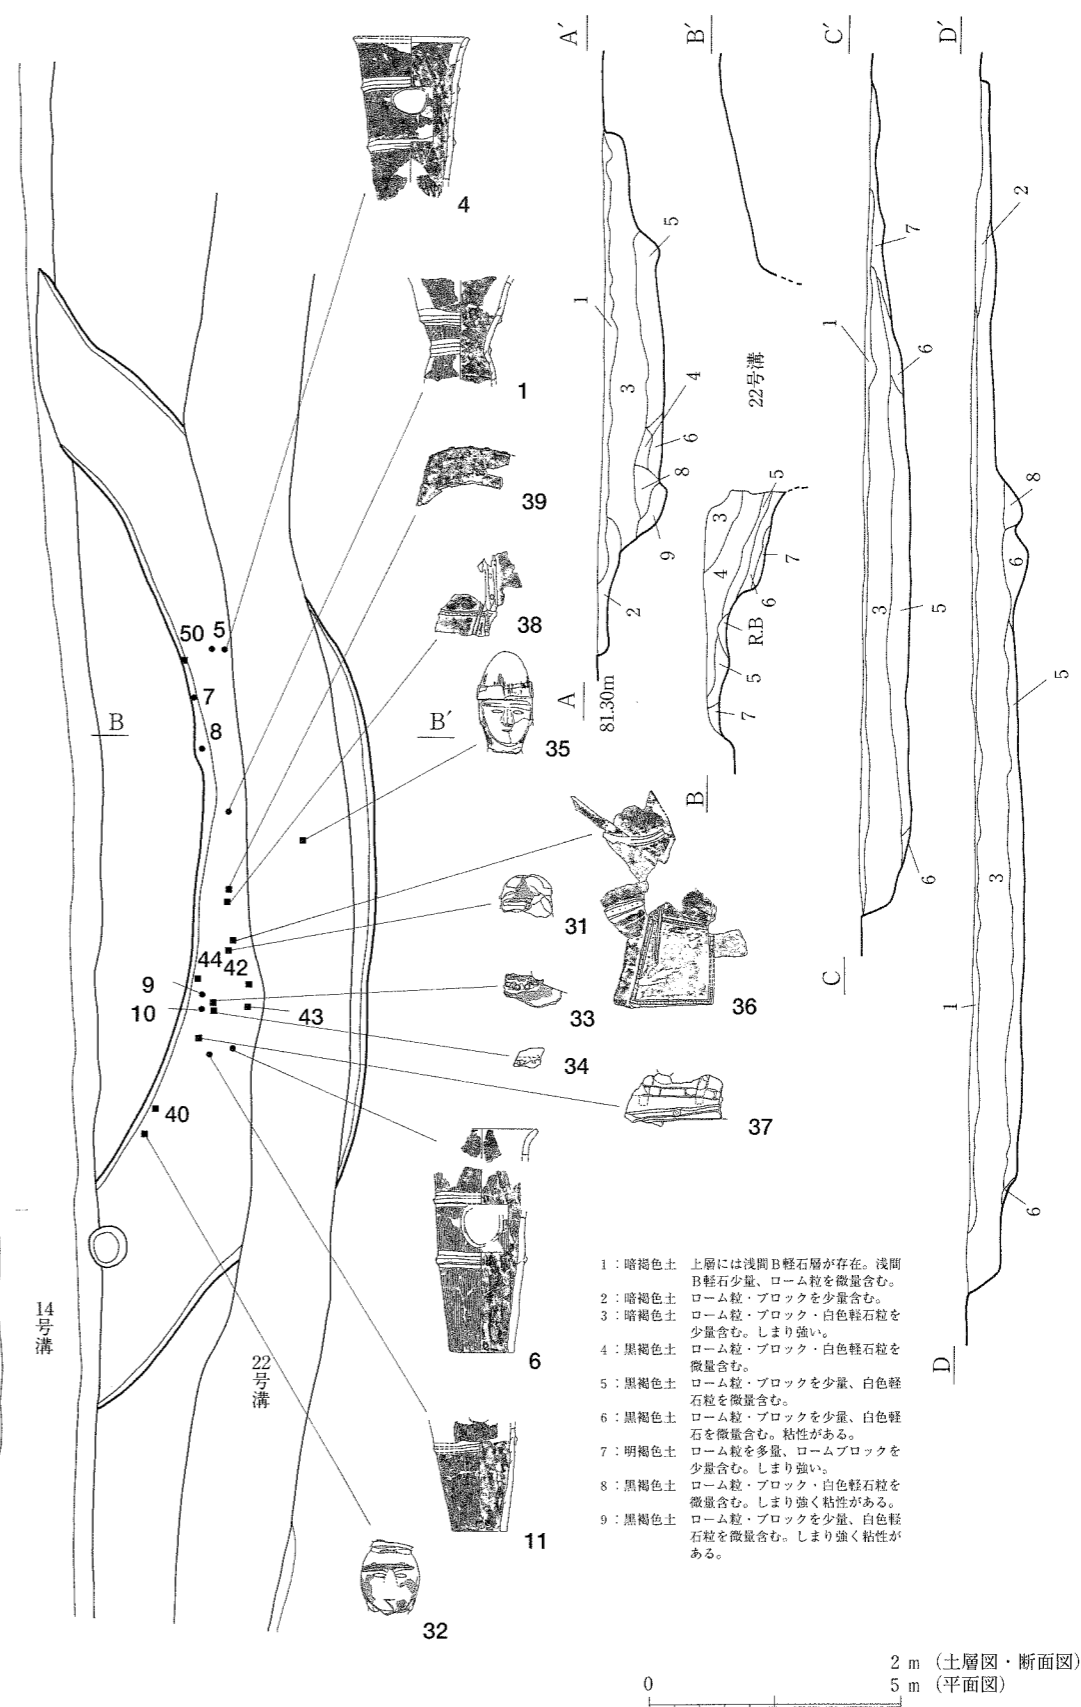 4
1
39
38
35
31
36
33
34
37
6
11
32
50
5
7
8
B
B′
44
42
9
10
43
40
14号溝
22号溝
A′
B′
C′
D′
1
5
3
4
6
8
9
2
A
81.30m
22号溝
3
4
5
7
6
R.B
5
7
B
7
1
6
3
5
6
C
2
8
6
5
3
1
6
D
1：暗褐色土　上層には浅間B軽石層が存在。浅間
B軽石少量、ローム粒を微量含む。
2：暗褐色土　ローム粒・ブロックを少量含む。
3：暗褐色土　ローム粒・ブロック・白色軽石粒を
少量含む。しまり強い。
4：黒褐色土　ローム粒・ブロック・白色軽石粒を
微量含む。
5：黒褐色土　ローム粒・ブロックを少量、白色軽
石粒を微量含む。
6：黒褐色土　ローム粒・ブロックを少量、白色軽
石を微量含む。粘性がある。
7：明褐色土　ローム粒を多量、ロームブロックを
少量含む。しまり強い。
8：黒褐色土　ローム粒・ブロック・白色軽石粒を
微量含む。しまり強く粘性がある。
9：黒褐色土　ローム粒・ブロックを少量、白色軽
石粒を微量含む。しまり強く粘性が
ある。
2 m（土層図・断面図）
0
5 m（平面図）